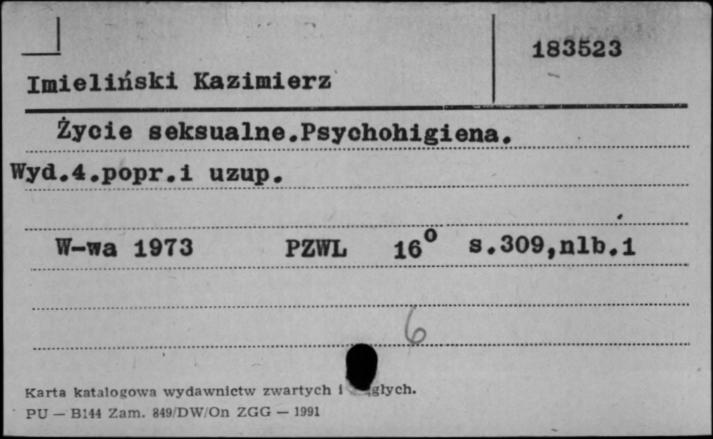 183523
Imieliński Kazimierz
Życie seksualne.Psychohigiena.
Wyd.4.popr.i uzup.
W-wa 1973 PZWL 16° s.309,nlb.1
6
Karta katalogowa wydawnictw zwartych i
PU — B144 Zam. 849/DW/On ZGG — 1991